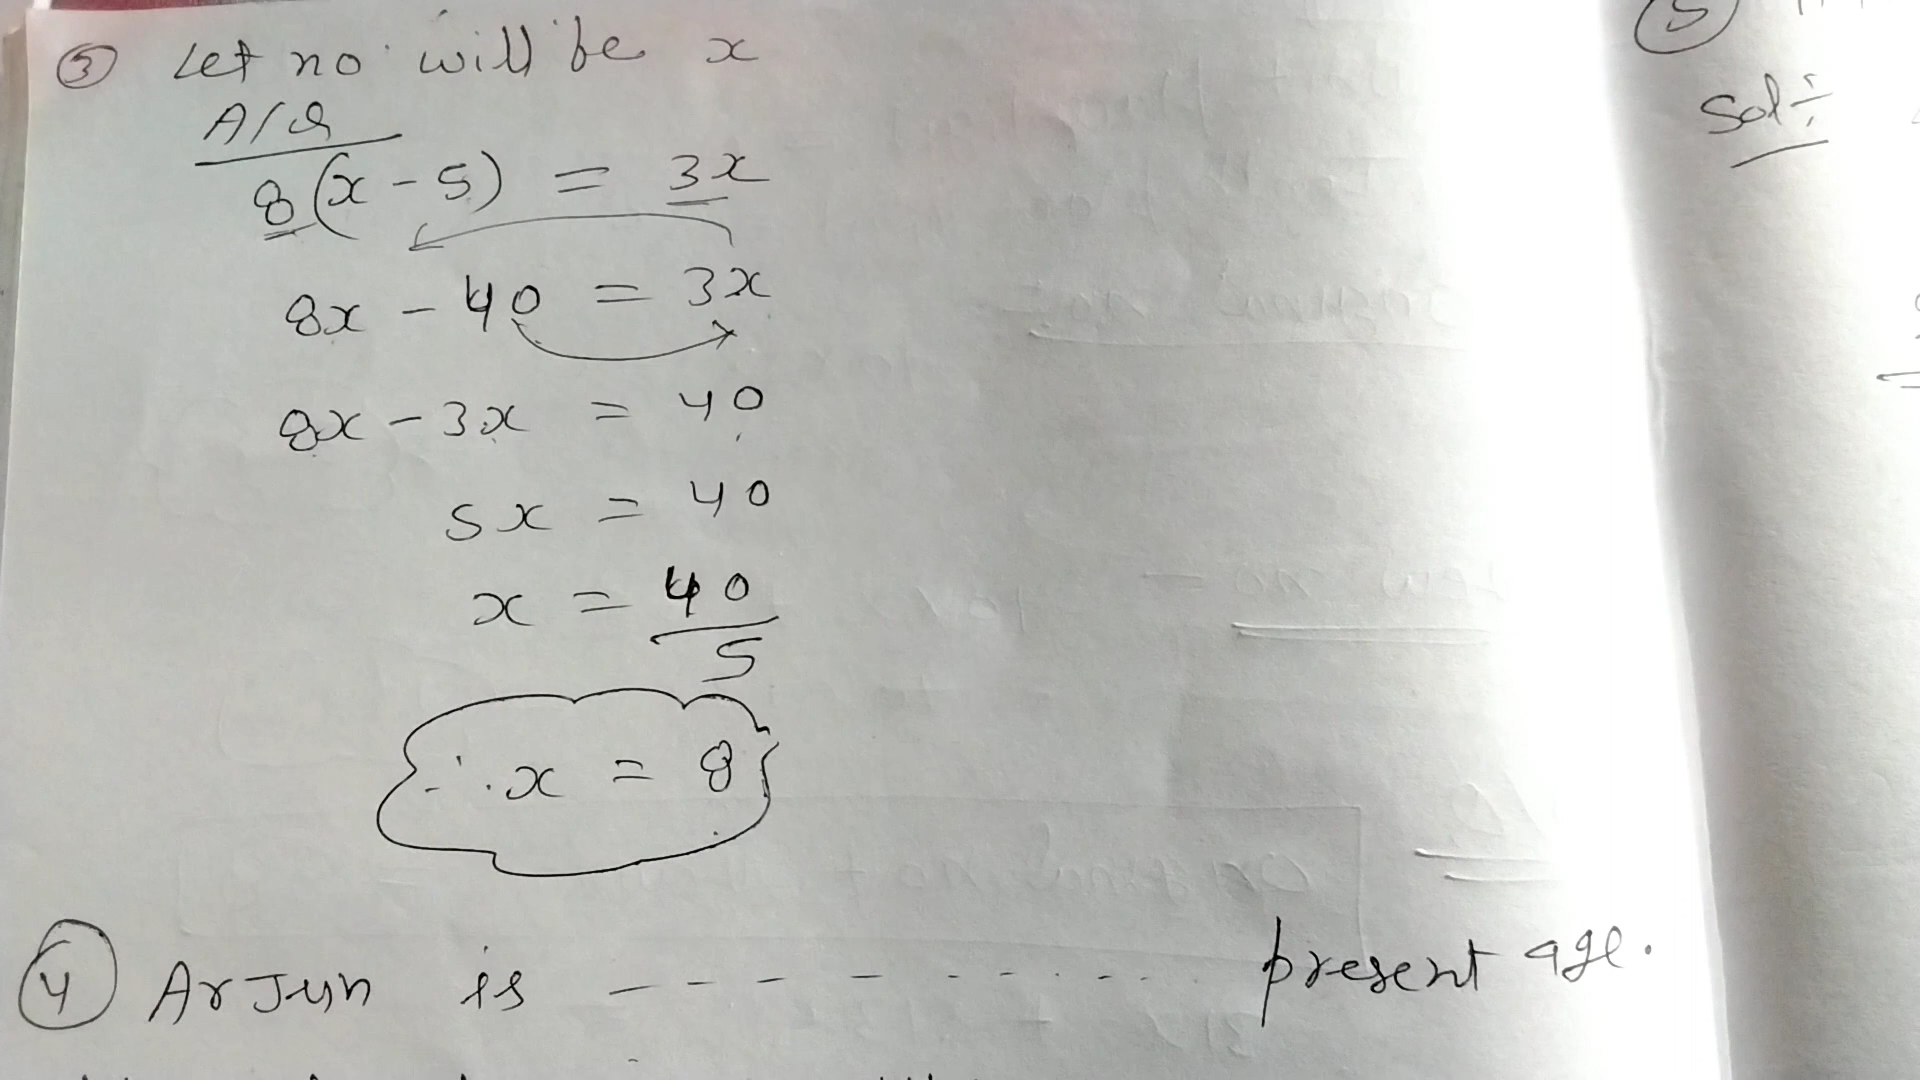 ③ Let no. will be x
A/Q
8(x - 5) = 3x
8x - 40 = 3x
8x - 3x = 40
5x = 40
x = 40/5
∴ x = 8
④ Arjun is - - - - - - - - - - present age.
⑤
Sol÷